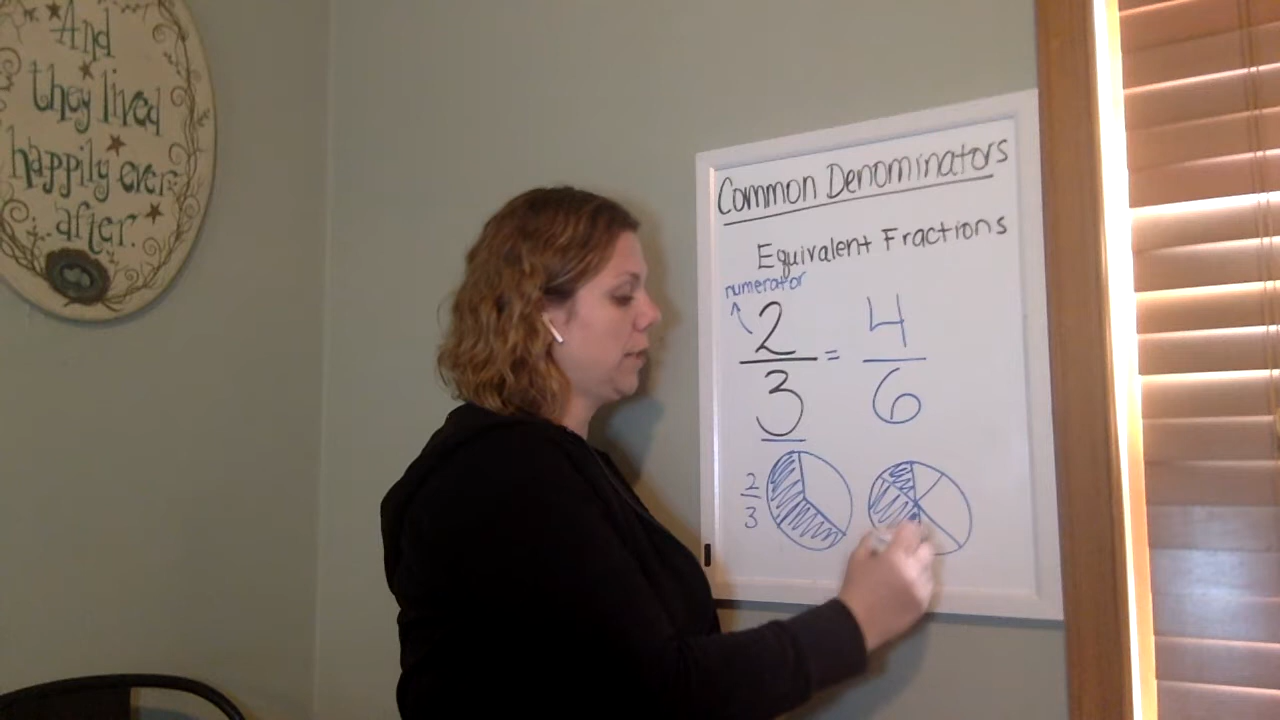 And
they lived
happily ever
after.
Common Denominators
Equivalent Fractions
numerator
2/3 = 4/6
2/3